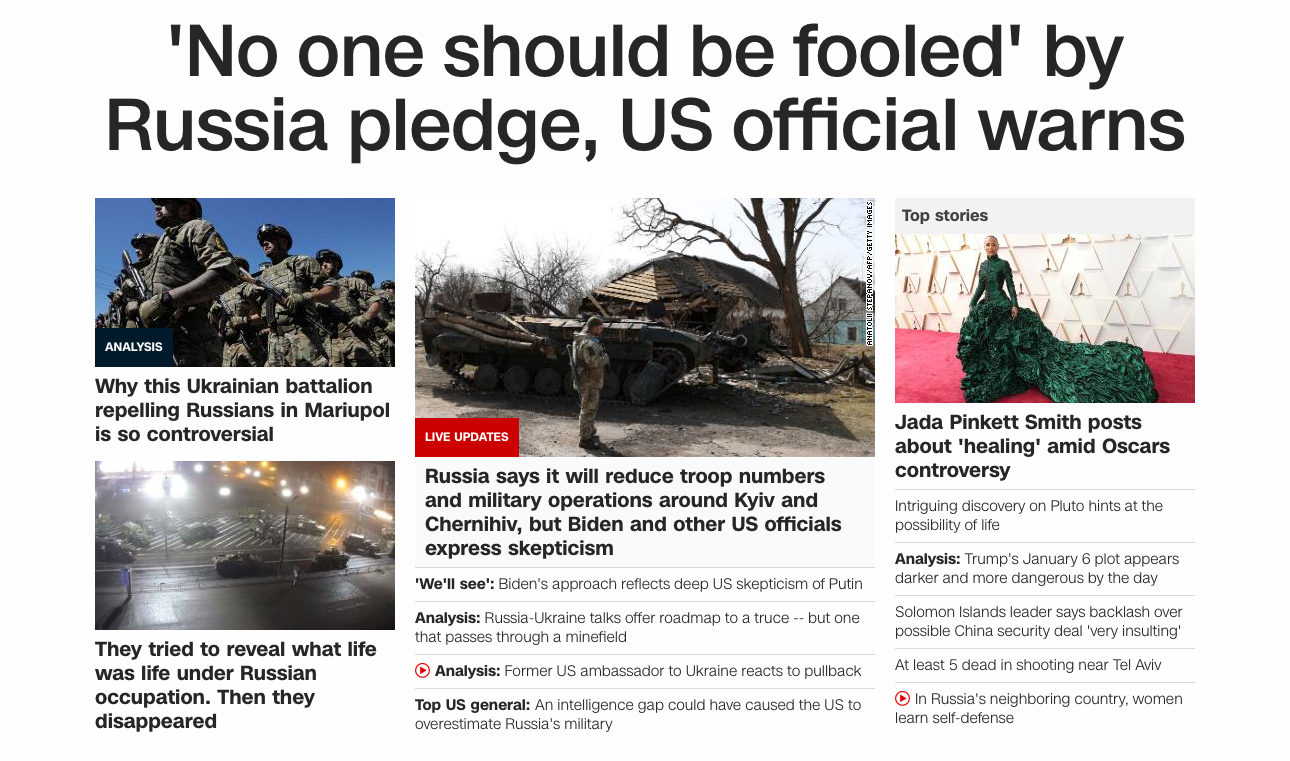 'No one should be fooled' by
Russia pledge, US official warns
ANALYSIS
Why this Ukrainian battalion
repelling Russians in Mariupol
is so controversial
They tried to reveal what life
was life under Russian
occupation. Then they
disappeared
ANATOLII STEPANOV/AFP/GETTY IMAGES
LIVE UPDATES
Russia says it will reduce troop numbers
and military operations around Kyiv and
Chernihiv, but Biden and other US officials
express skepticism
'We'll see': Biden's approach reflects deep US skepticism of Putin
Analysis: Russia-Ukraine talks offer roadmap to a truce -- but one
that passes through a minefield
Analysis: Former US ambassador to Ukraine reacts to pullback
Top US general: An intelligence gap could have caused the US to
overestimate Russia's military
Top stories
Jada Pinkett Smith posts
about 'healing' amid Oscars
controversy
Intriguing discovery on Pluto hints at the
possibility of life
Analysis: Trump's January 6 plot appears
darker and more dangerous by the day
Solomon Islands leader says backlash over
possible China security deal 'very insulting'
At least 5 dead in shooting near Tel Aviv
In Russia's neighboring country, women
learn self-defense